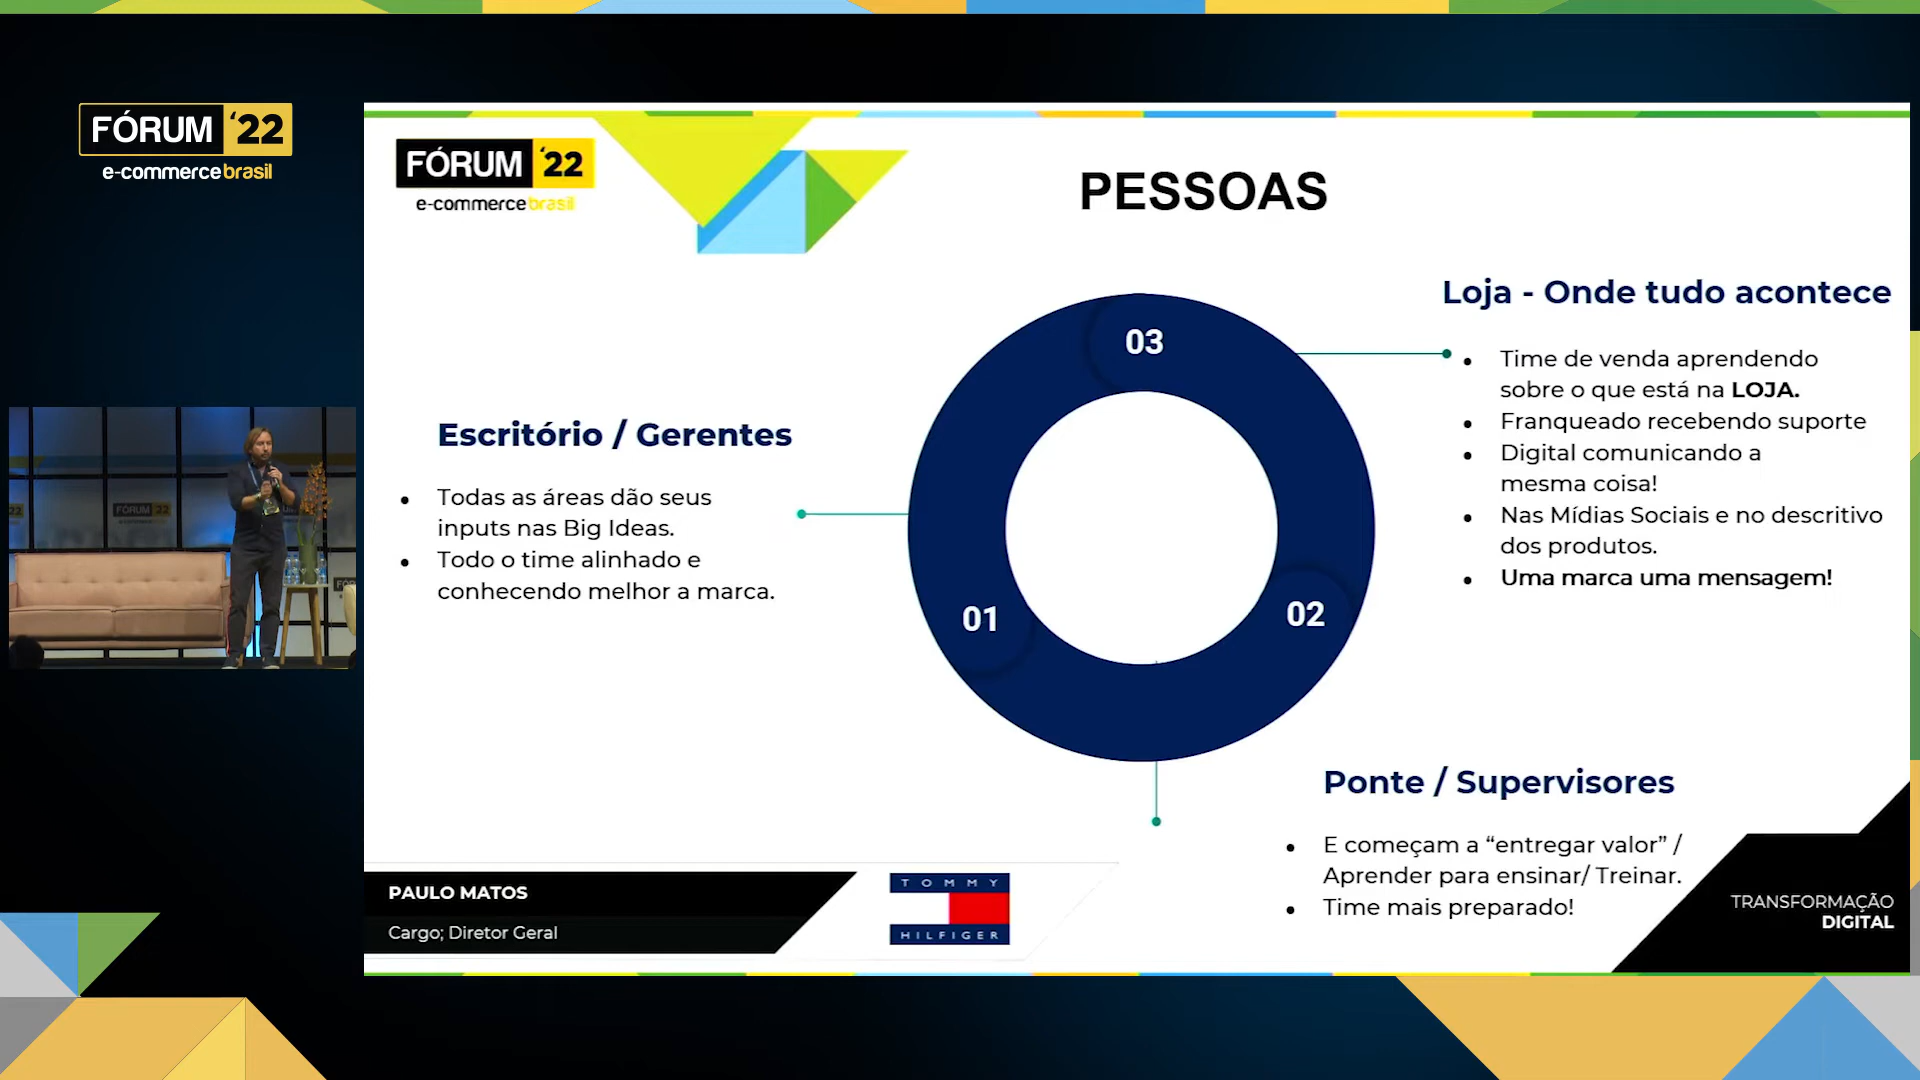 FÓRUM '22
e-commercebrasil
FÓRUM '22
e-commercebrasil
PESSOAS
Escritório / Gerentes
• Todas as áreas dão seus
inputs nas Big Ideas.
• Todo o time alinhado e
conhecendo melhor a marca.
03
01
02
Loja - Onde tudo acontece
• Time de venda aprendendo
sobre o que está na LOJA.
• Franqueado recebendo suporte
• Digital comunicando a
mesma coisa!
• Nas Mídias Sociais e no descritivo
dos produtos.
• Uma marca uma mensagem!
Ponte / Supervisores
• E começam a “entregar valor” /
Aprender para ensinar/ Treinar.
• Time mais preparado!
PAULO MATOS
Cargo; Diretor Geral
TOMMY
HILFIGER
TRANSFORMAÇÃO
DIGITAL
FÓRUM '22